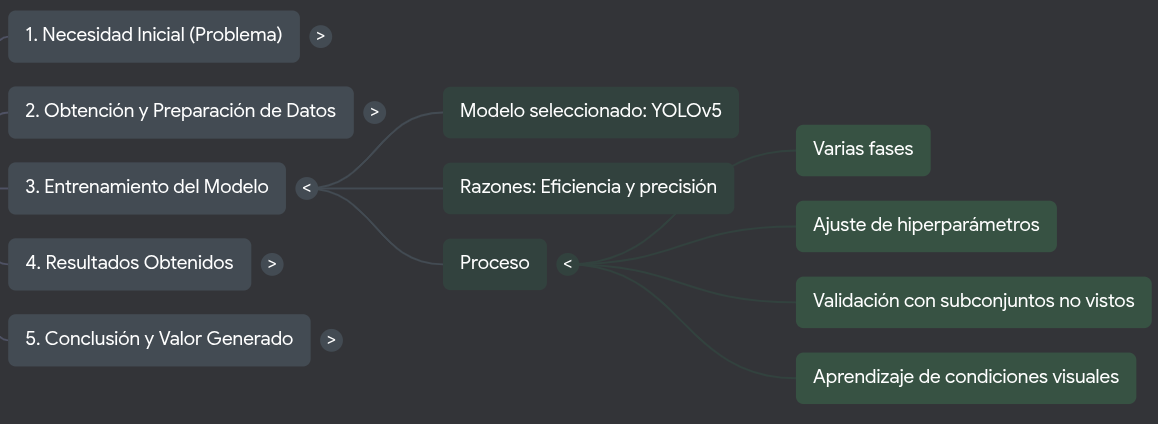 1. Necesidad Inicial (Problema) >
2. Obtención y Preparación de Datos >
3. Entrenamiento del Modelo <
4. Resultados Obtenidos >
5. Conclusión y Valor Generado >
Modelo seleccionado: YOLOv5
Razones: Eficiencia y precisión
Proceso <
Varias fases
Ajuste de hiperparámetros
Validación con subconjuntos no vistos
Aprendizaje de condiciones visuales